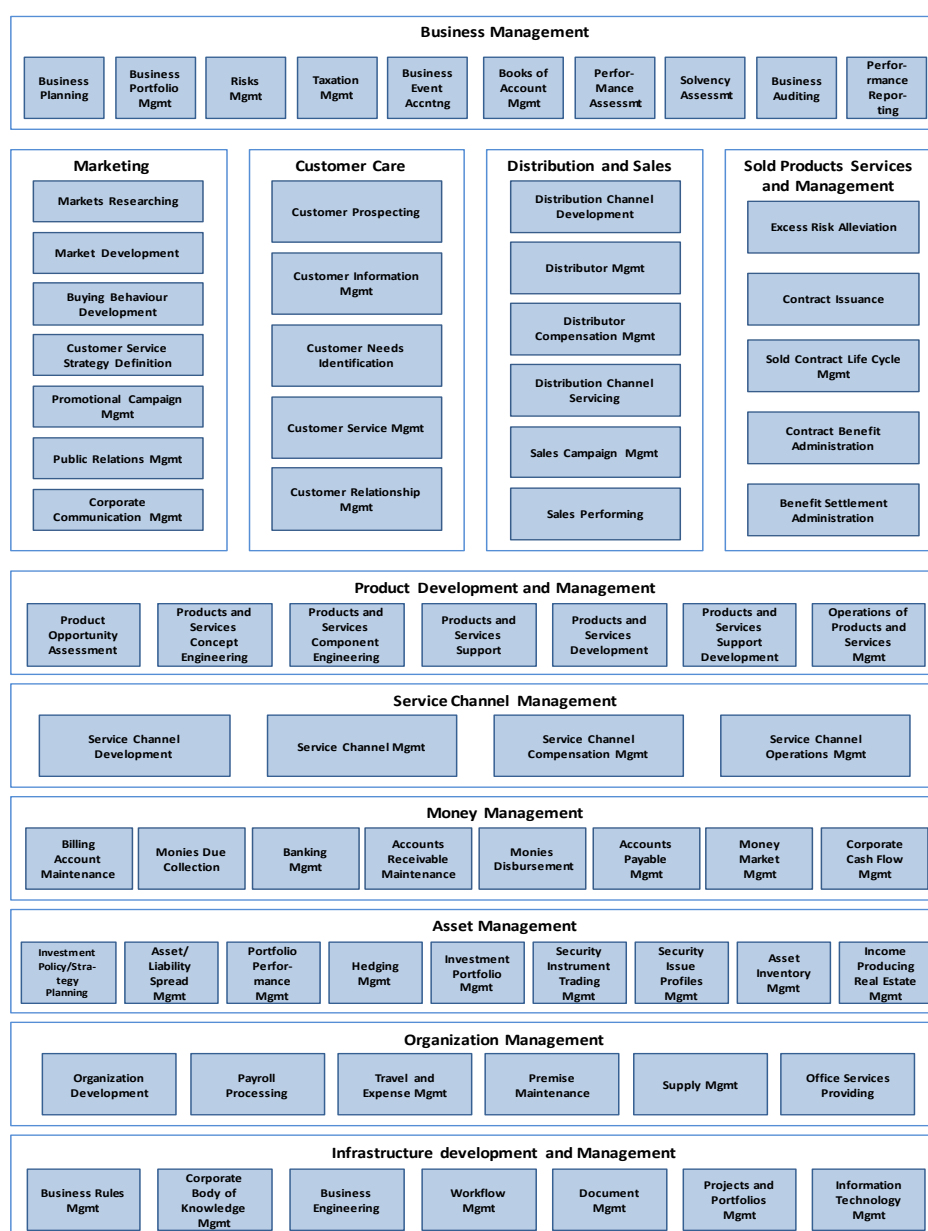 Business Management
Business
Planning
Business
Portfolio
Mgmt
Risks
Mgmt
Taxation
Mgmt
Business
Event
Accntng
Books of
Account
Mgmt
Perfor-
Mance
Assessmt
Solvency
Assessmt
Business
Auditing
Perfor-
rmance
Repor-
ting
Marketing
Markets Researching
Market Development
Buying Behaviour
Development
Customer Service
Strategy Definition
Promotional Campaign
Mgmt
Public Relations Mgmt
Corporate
Communication Mgmt
Customer Care
Customer Prospecting
Customer Information
Mgmt
Customer Needs
Identification
Customer Service Mgmt
Customer Relationship
Mgmt
Distribution and Sales
Distribution Channel
Development
Distributor Mgmt
Distributor
Compensation Mgmt
Distribution Channel
Servicing
Sales Campaign Mgmt
Sales Performing
Sold Products Services
and Management
Excess Risk Alleviation
Contract Issuance
Sold Contract Life Cycle
Mgmt
Contract Benefit
Administration
Benefit Settlement
Administration
Product Development and Management
Product
Opportunity
Assessment
Products and
Services
Concept
Engineering
Products and
Services
Component
Engineering
Products and
Services
Support
Products and
Services
Development
Products and
Services
Support
Development
Operations of
Products and
Services
Mgmt
Service Channel Management
Service Channel
Development
Service Channel Mgmt
Service Channel
Compensation Mgmt
Service Channel
Operations Mgmt
Money Management
Billing
Account
Maintenance
Monies Due
Collection
Banking
Mgmt
Accounts
Receivable
Maintenance
Monies
Disbursement
Accounts
Payable
Mgmt
Money
Market
Mgmt
Corporate
Cash Flow
Mgmt
Asset Management
Investment
Policy/Stra-
tegy
Planning
Asset/
Liability
Spread
Mgmt
Portfolio
Perfor-
mance
Mgmt
Hedging
Mgmt
Investment
Portfolio
Mgmt
Security
Instrument
Trading
Mgmt
Security
Issue
Profiles
Mgmt
Asset
Inventory
Mgmt
Income
Producing
Real Estate
Mgmt
Organization Management
Organization
Development
Payroll
Processing
Travel and
Expense Mgmt
Premise
Maintenance
Supply Mgmt
Office Services
Providing
Infrastructure development and Management
Business Rules
Mgmt
Corporate
Body of
Knowledge
Mgmt
Business
Engineering
Workflow
Mgmt
Document
Mgmt
Projects and
Portfolios
Mgmt
Information
Technology
Mgmt